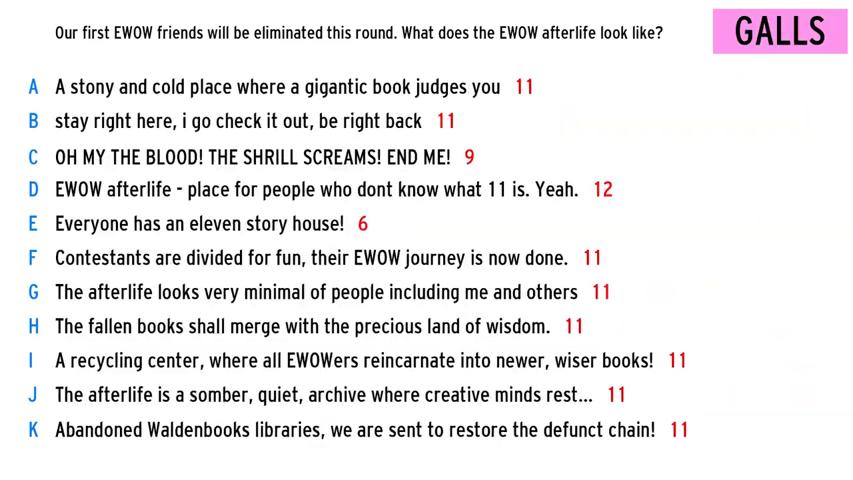 Our first EWOW friends will be eliminated this round. What does the EWOW afterlife look like?
GALLS
A A stony and cold place where a gigantic book judges you 11
B stay right here, i go check it out, be right back 11
C OH MY THE BLOOD! THE SHRILL SCREAMS! END ME! 9
D EWOW afterlife - place for people who dont know what 11 is. Yeah. 12
E Everyone has an eleven story house! 6
F Contestants are divided for fun, their EWOW journey is now done. 11
G The afterlife looks very minimal of people including me and others 11
H The fallen books shall merge with the precious land of wisdom. 11
I A recycling center, where all EWOWers reincarnate into newer, wiser books! 11
J The afterlife is a somber, quiet, archive where creative minds rest... 11
K Abandoned Waldenbooks libraries, we are sent to restore the defunct chain! 11